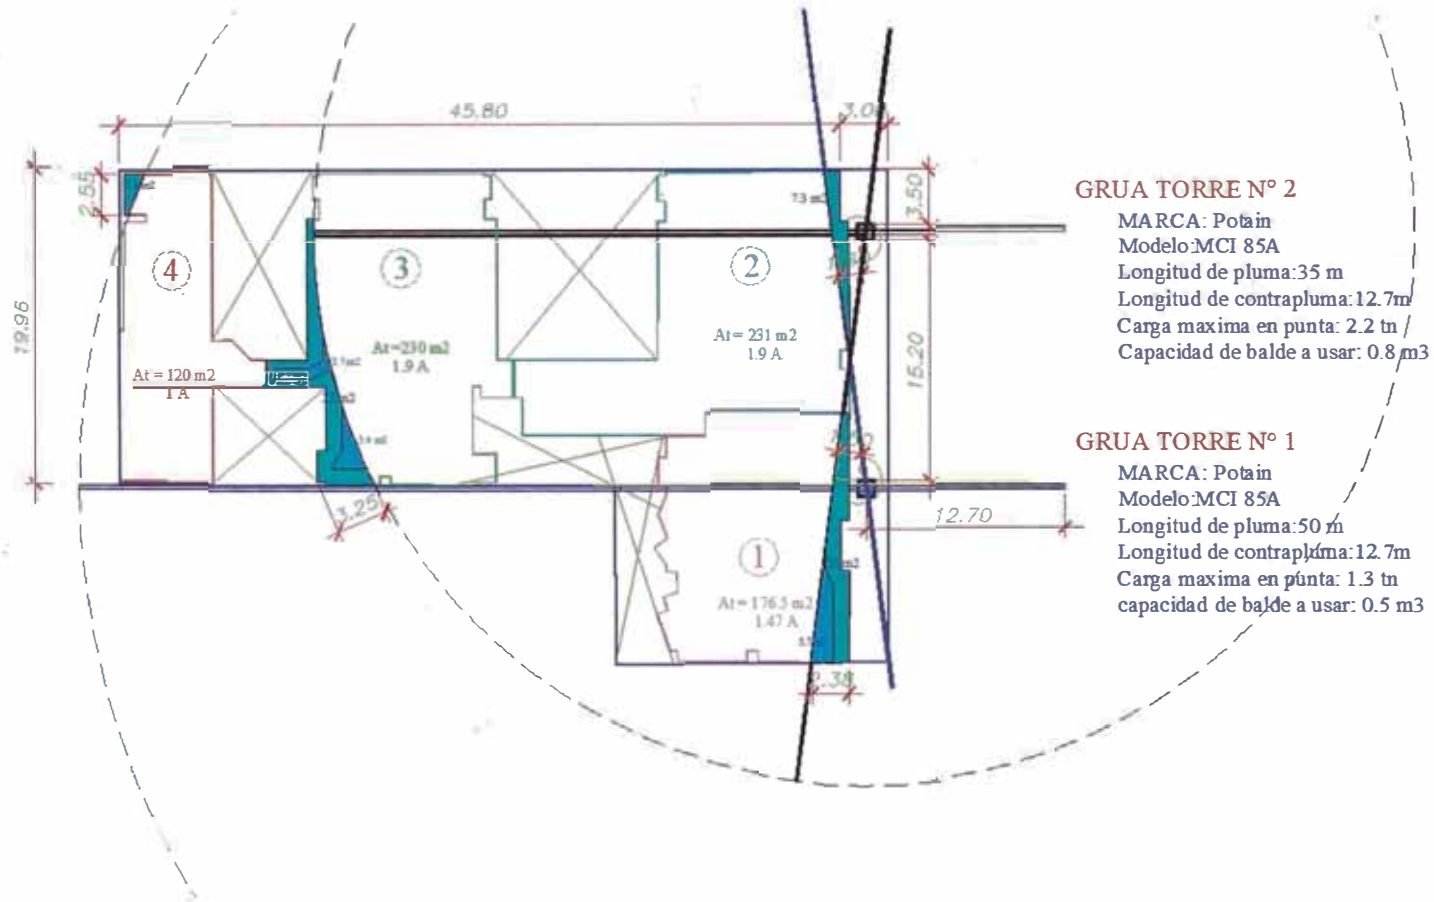 45.80
3.00
2.55
19.96
3.50
15.20
12.70
3.25
2.38
4
3
2
1
7.3 m2
At = 120 m2
1 A
At=230 m2
1.9 A
At= 231 m2
1.9 A
At= 176.5 m2
1.47 A
GRUA TORRE N° 2
MARCA: Potain
Modelo:MCI 85A
Longitud de pluma:35 m
Longitud de contrapluma:12.7m
Carga maxima en punta: 2.2 tn
Capacidad de balde a usar: 0.8 m3
GRUA TORRE N° 1
MARCA: Potain
Modelo:MCI 85A
Longitud de pluma:50 m
Longitud de contrapluma:12.7m
Carga maxima en punta: 1.3 tn
capacidad de balde a usar: 0.5 m3